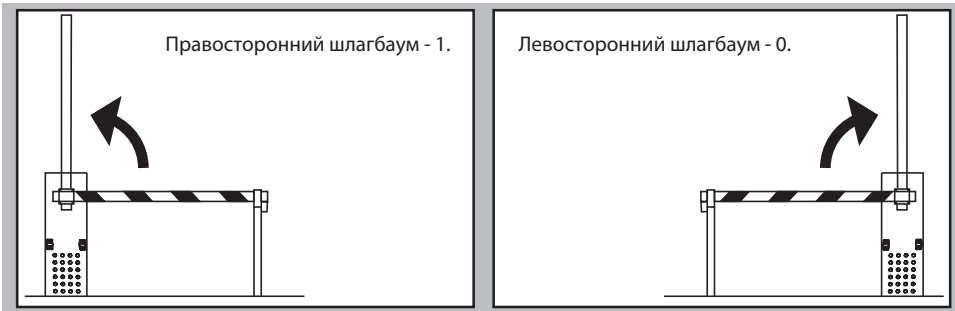 Правосторонний шлагбаум - 1.
Левосторонний шлагбаум - 0.